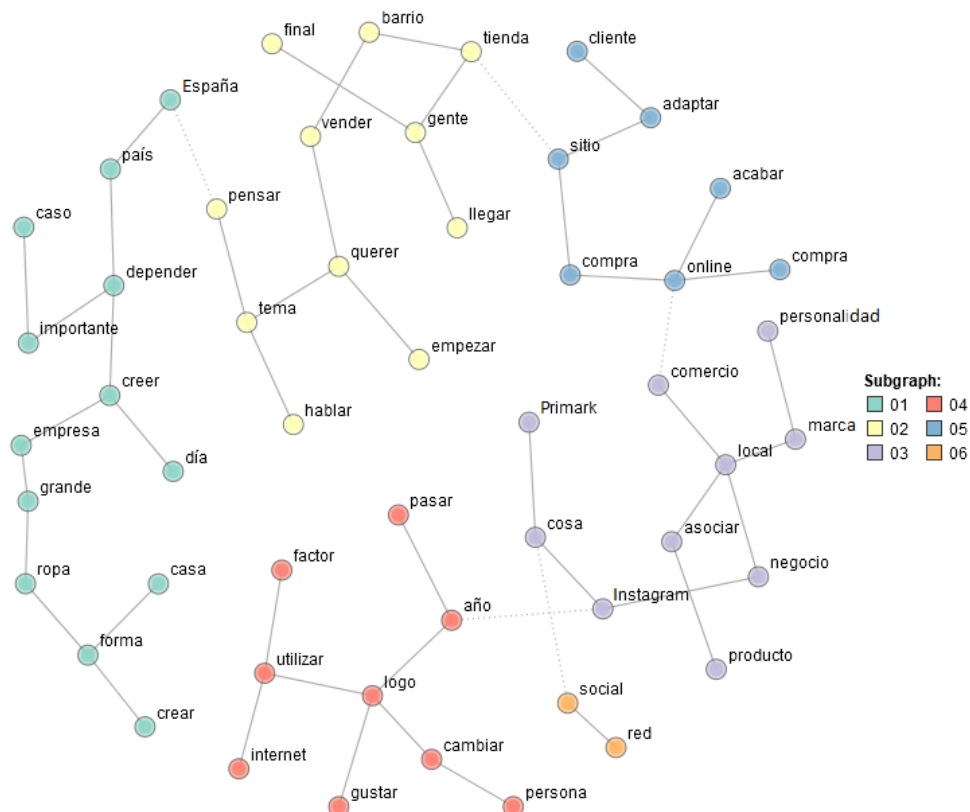 final
barrio
tienda
cliente
España
adaptar
vender
gente
país
sitio
acabar
pensar
caso
llegar
querer
compra
online
compra
depender
tema
importante
personalidad
empezar
comercio
creer
Primark
Subgraph:
01 04
02 05
03 06
hablar
empresa
marca
día
local
grande
pasar
cosa
asociar
factor
negocio
ropa
casa
año
Instagram
forma
utilizar
logo
producto
social
crear
red
internet
cambiar
gustar
persona